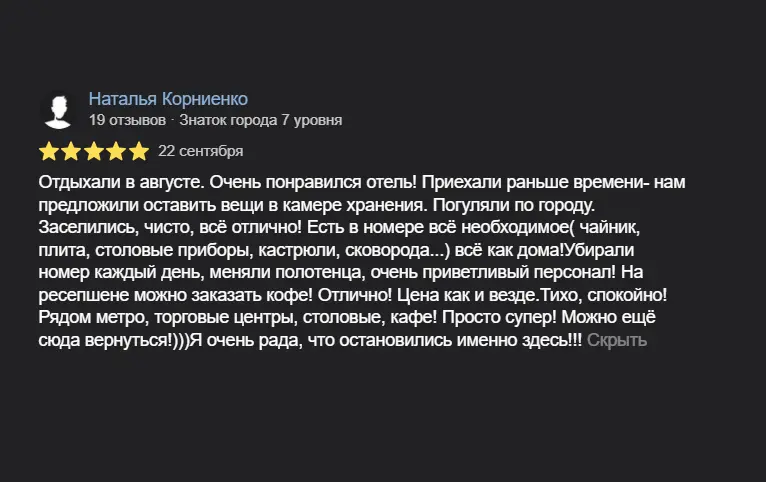 Наталья Корниенко
19 отзывов · Знаток города 7 уровня
22 сентября
Отдыхали в августе. Очень понравился отель! Приехали раньше времени- нам
предложили оставить вещи в камере хранения. Погуляли по городу.
Заселились, чисто, всё отлично! Есть в номере всё необходимое( чайник,
плита, столовые приборы, кастрюли, сковорода...) всё как дома!Убирали
номер каждый день, меняли полотенца, очень приветливый персонал! На
ресепшене можно заказать кофе! Отлично! Цена как и везде.Тихо, спокойно!
Рядом метро, торговые центры, столовые, кафе! Просто супер! Можно ещё
сюда вернуться!)))Я очень рада, что остановились именно здесь!!! Скрыть